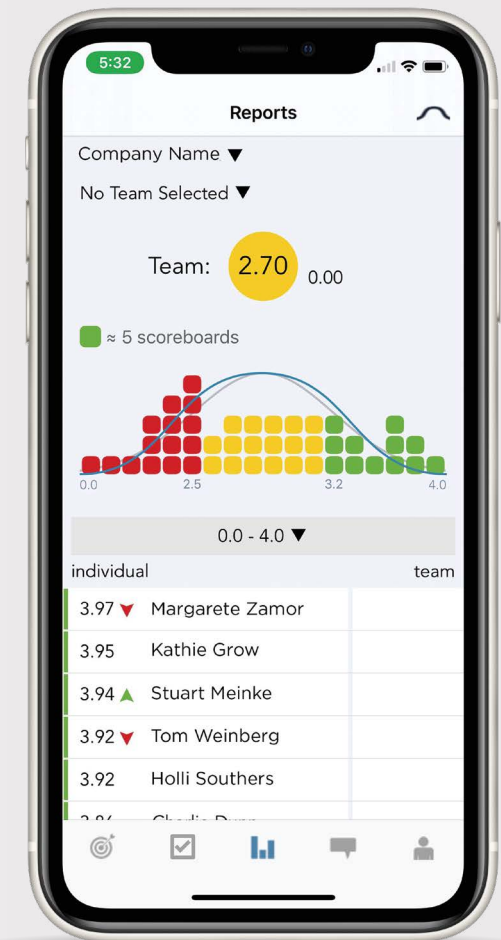 5:32
Reports
Company Name ▼
No Team Selected ▼
Team: 2.70 0.00
≈ 5 scoreboards
0.0 2.5 3.2 4.0
0.0 - 4.0 ▼
individual team
3.97 Margarete Zamor
3.95 Kathie Grow
3.94 Stuart Meinke
3.92 Tom Weinberg
3.92 Holli Southers